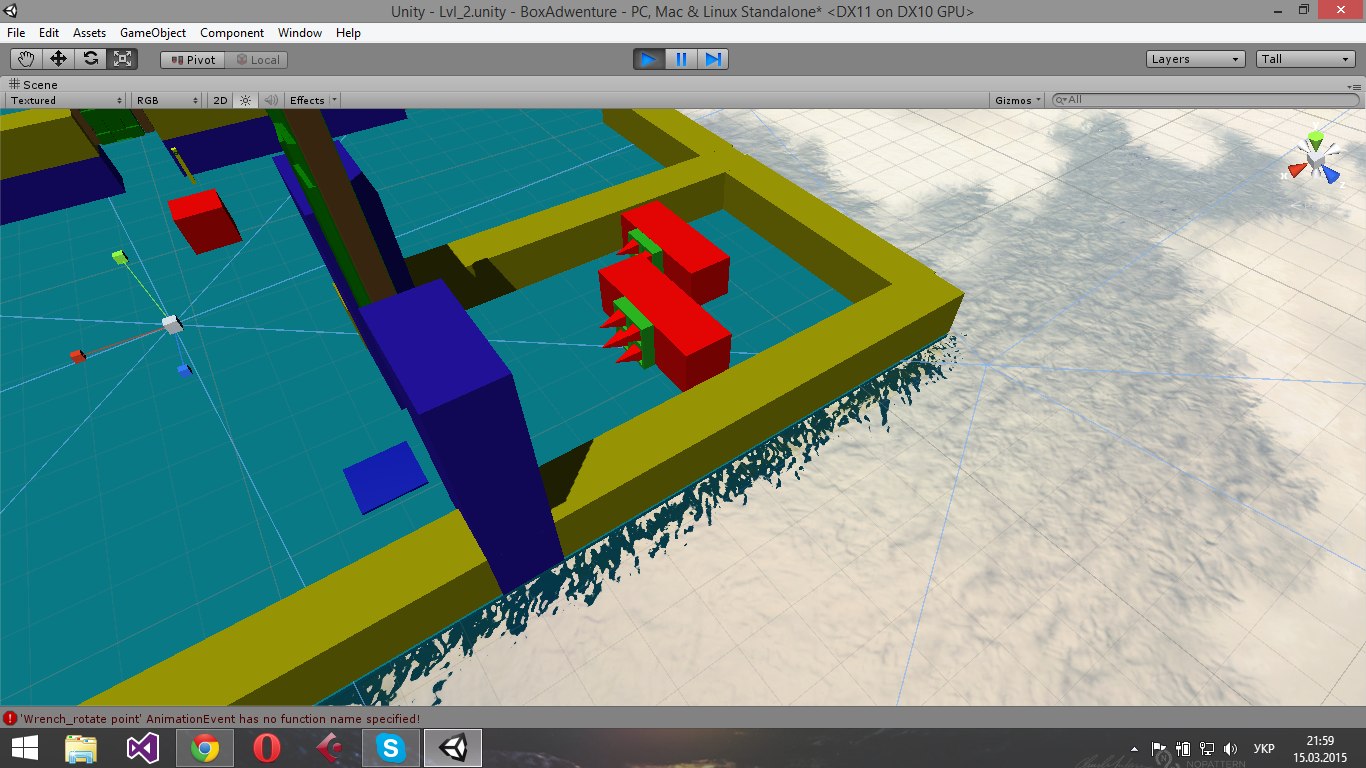 Unity - Lvl_2.unity - BoxAdwenture - PC, Mac & Linux Standalone* <DX11 on DX10 GPU>
File Edit Assets GameObject Component Window Help
Pivot Local Layers Tall
Scene
Textured RGB 2D Effects Gizmos All
x
'Wrench_rotate point' AnimationEvent has no function name specified!
УКР
21:59
15.03.2015
NOPATTERN